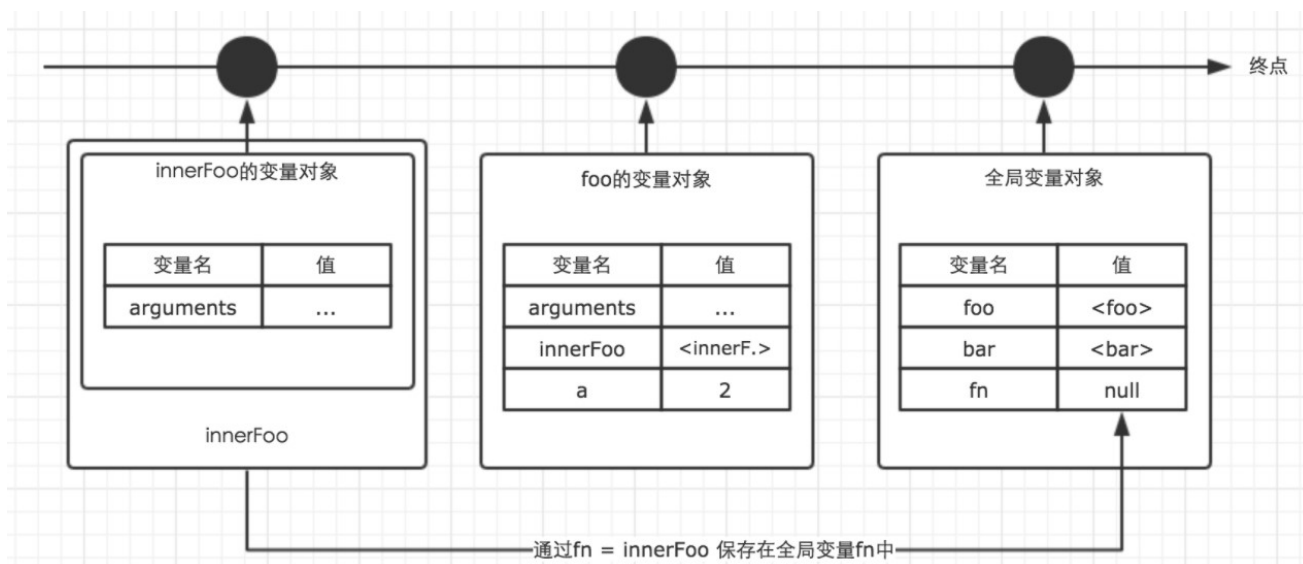 终点
innerFoo的变量对象
变量名 值
arguments ...
innerFoo
foo的变量对象
变量名 值
arguments ...
innerFoo <innerF.>
a 2
全局变量对象
变量名 值
foo <foo>
bar <bar>
fn null
通过fn = innerFoo 保存在全局变量fn中